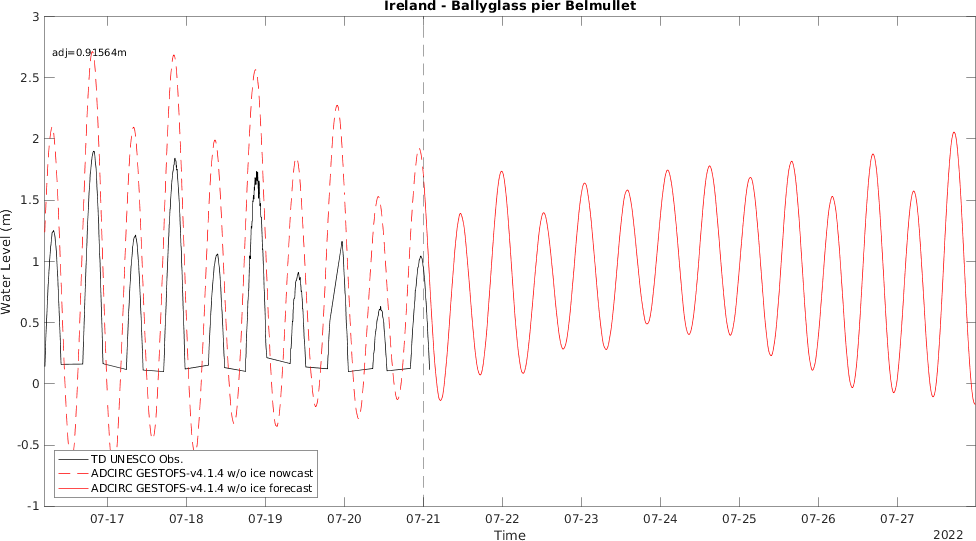 Ireland - Ballyglass pier Belmullet
adj=0.91564m
3
2.5
2
1.5
1
0.5
0
-0.5
-1
Water Level (m)
TD UNESCO Obs.
ADCIRC GESTOFS-v4.1.4 w/o ice nowcast
ADCIRC GESTOFS-v4.1.4 w/o ice forecast
07-17 07-18 07-19 07-20 07-21 07-22 07-23 07-24 07-25 07-26 07-27
Time
2022